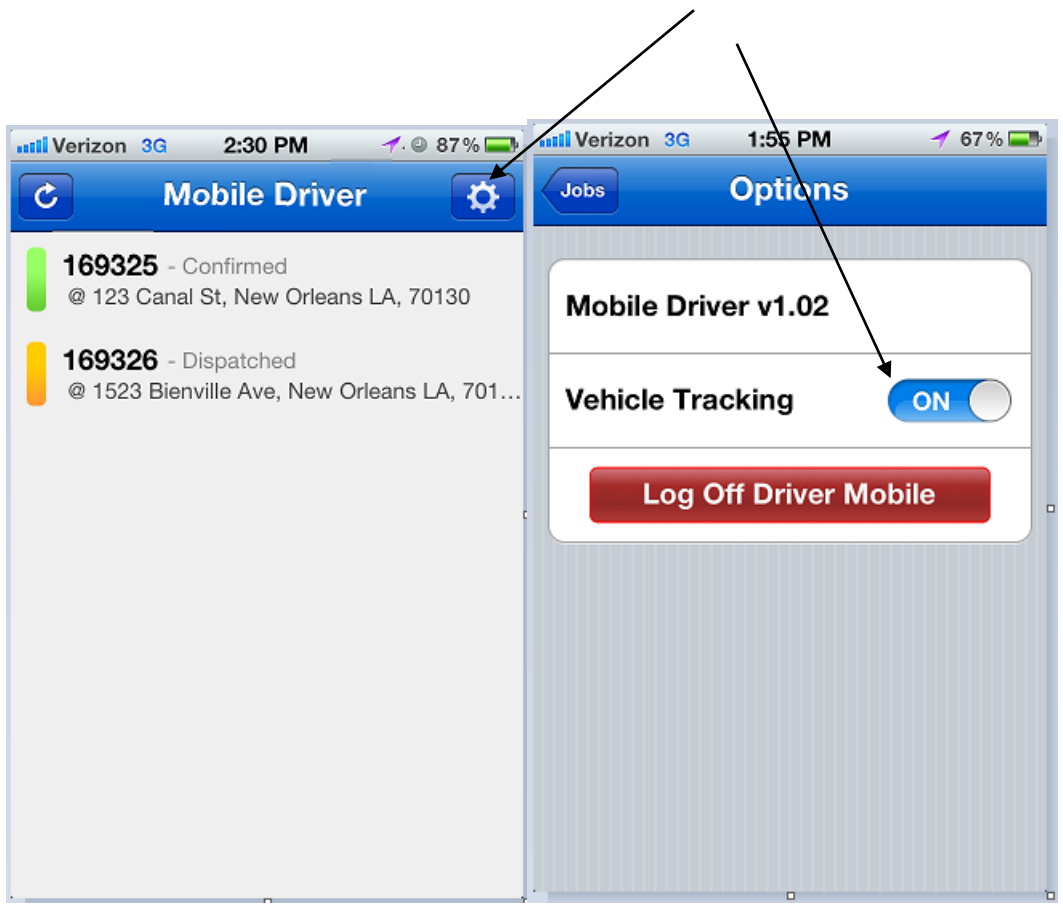 Verizon 3G 2:30 PM 87%
Mobile Driver
169325 - Confirmed
@ 123 Canal St, New Orleans LA, 70130
169326 - Dispatched
@ 1523 Bienville Ave, New Orleans LA, 701...
Verizon 3G 1:55 PM 67%
Jobs Options
Mobile Driver v1.02
Vehicle Tracking ON
Log Off Driver Mobile